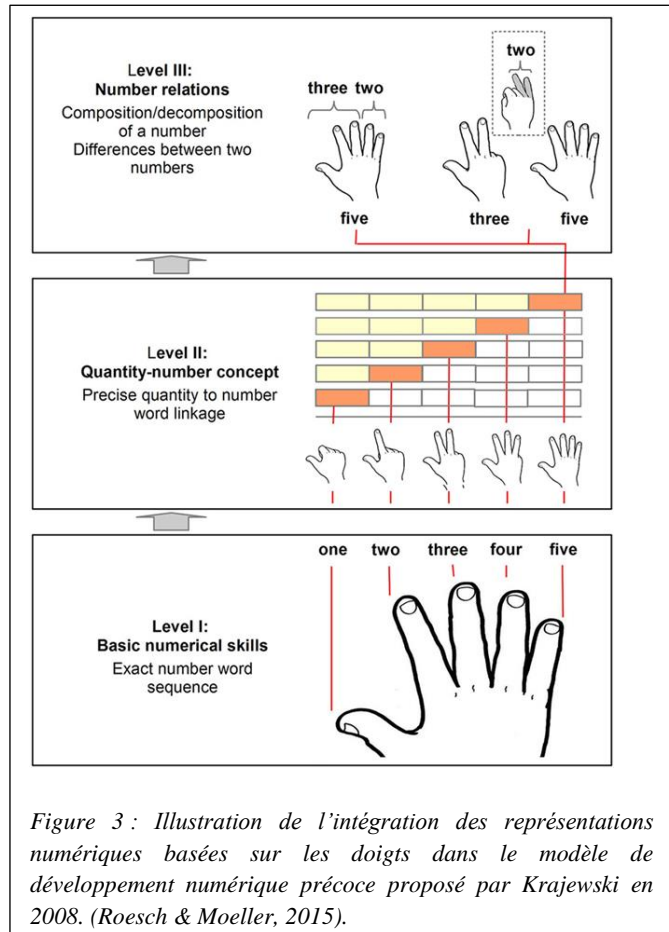 Level III:
Number relations
Composition/decomposition
of a number
Differences between two
numbers
two
three two
five
three
five
Level II:
Quantity-number concept
Precise quantity to number
word linkage
one two three four five
Level I:
Basic numerical skills
Exact number word
sequence
Figure 3 : Illustration de l’intégration des représentations
numériques basées sur les doigts dans le modèle de
développement numérique précoce proposé par Krajewski en
2008. (Roesch & Moeller, 2015).